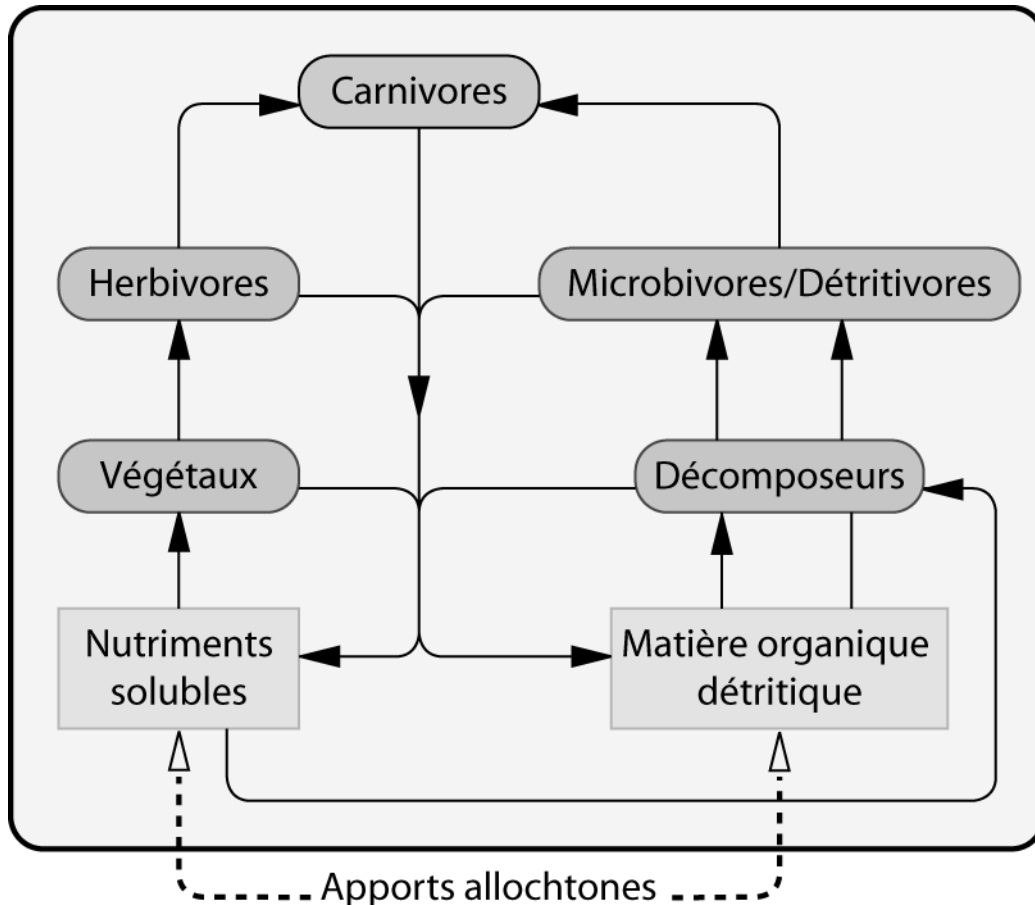 Carnivores
Herbivores
Microbivores/Détritivores
Végétaux
Décomposeurs
Nutriments
solubles
Matière organique
détritique
Apports allochtones